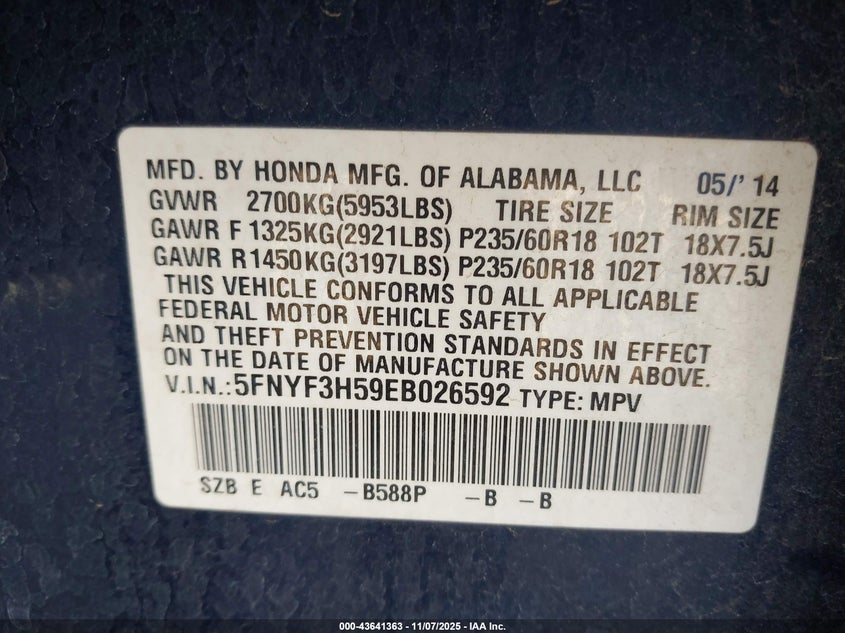 MFD. BY HONDA MFG. OF ALABAMA, LLC 05/' 14
GVWR 2700KG(5953LBS) TIRE SIZE RIM SIZE
GAWR F 1325KG(2921LBS) P235/60R18 102T 18X7.5J
GAWR R1450KG(3197LBS) P235/60R18 102T 18X7.5J
THIS VEHICLE CONFORMS TO ALL APPLICABLE
FEDERAL MOTOR VEHICLE SAFETY
AND THEFT PREVENTION STANDARDS IN EFFECT
ON THE DATE OF MANUFACTURE SHOWN ABOVE.
V.I.N.:5FNYF3H59EB026592 TYPE: MPV
SZB E AC5 –B588P –B –B
000-43641363 - 11/07/2025 - IAA Inc.